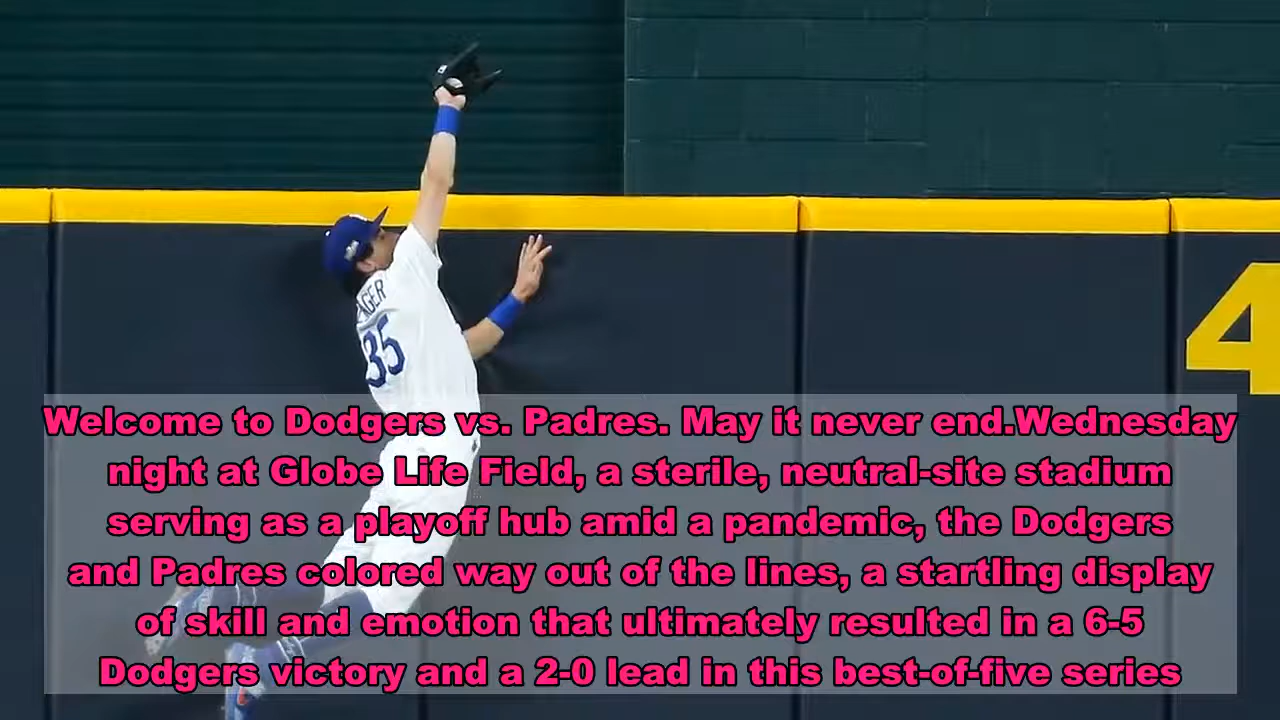 NGER
35
4
Welcome to Dodgers vs. Padres. May it never end.Wednesday
night at Globe Life Field, a sterile, neutral-site stadium
serving as a playoff hub amid a pandemic, the Dodgers
and Padres colored way out of the lines, a startling display
of skill and emotion that ultimately resulted in a 6-5
Dodgers victory and a 2-0 lead in this best-of-five series